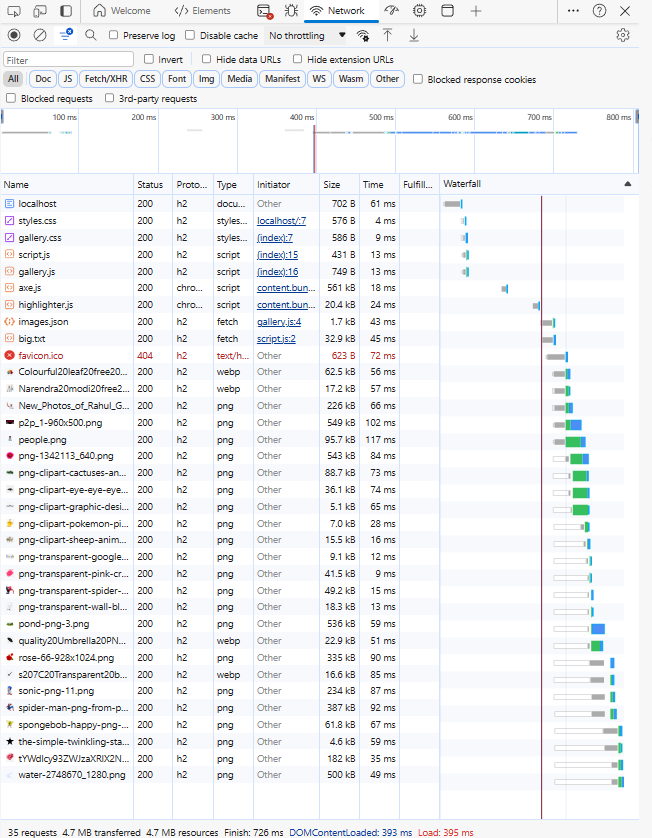 Welcome Elements Network
Preserve log Disable cache No throttling
Filter Invert Hide data URLs Hide extension URLs
All Doc JS Fetch/XHR CSS Font Img Media Manifest WS Wasm Other Blocked response cookies
Blocked requests 3rd-party requests
100 ms 200 ms 300 ms 400 ms 500 ms 600 ms 700 ms 800 ms
Name Status Proto... Type Initiator Size Time Fulfill... Waterfall
localhost 200 h2 docu... Other 702 B 61 ms
styles.css 200 h2 styles... localhost/:7 576 B 4 ms
gallery.css 200 h2 styles... (index):7 586 B 9 ms
script.js 200 h2 script (index):15 431 B 13 ms
gallery.js 200 h2 script (index):16 749 B 13 ms
axe.js 200 chro... script content.bun... 561 kB 18 ms
highlighter.js 200 chro... script content.bun... 20.4 kB 24 ms
images.json 200 h2 fetch gallery.js:4 1.7 kB 43 ms
big.txt 200 h2 fetch script.js:2 32.9 kB 45 ms
favicon.ico 404 h2 text/h... Other 623 B 72 ms
Colourful20leaf20free20... 200 h2 webp Other 62.5 kB 56 ms
Narendra20modi20free2... 200 h2 webp Other 17.2 kB 57 ms
New_Photos_of_Rahul_G... 200 h2 png Other 226 kB 66 ms
p2p_1-960x500.png 200 h2 png Other 549 kB 102 ms
people.png 200 h2 png Other 95.7 kB 117 ms
png-1342113_640.png 200 h2 png Other 543 kB 84 ms
png-clipart-cactuses-an... 200 h2 png Other 88.7 kB 73 ms
png-clipart-eye-eye-eye... 200 h2 png Other 36.1 kB 74 ms
png-clipart-graphic-desi... 200 h2 png Other 5.1 kB 65 ms
png-clipart-pokemon-pi... 200 h2 png Other 7.0 kB 28 ms
png-clipart-sheep-anim... 200 h2 png Other 15.5 kB 16 ms
png-transparent-google... 200 h2 png Other 9.1 kB 12 ms
png-transparent-pink-cr... 200 h2 png Other 41.5 kB 9 ms
png-transparent-spider-... 200 h2 png Other 49.2 kB 15 ms
png-transparent-wall-bl... 200 h2 png Other 18.3 kB 13 ms
pond-png-3.png 200 h2 png Other 536 kB 59 ms
quality20Umbrella20PN... 200 h2 webp Other 22.9 kB 51 ms
rose-66-928x1024.png 200 h2 png Other 335 kB 90 ms
s207C20Transparent20b... 200 h2 webp Other 16.6 kB 85 ms
sonic-png-11.png 200 h2 png Other 234 kB 87 ms
spider-man-png-from-p... 200 h2 png Other 387 kB 92 ms
spongebob-happy-png-... 200 h2 png Other 61.8 kB 67 ms
the-simple-twinkling-sta... 200 h2 png Other 4.6 kB 59 ms
tYWdlcy93ZWJzaXRlX2N... 200 h2 png Other 182 kB 35 ms
water-2748670_1280.png 200 h2 png Other 500 kB 49 ms
35 requests 4.7 MB transferred 4.7 MB resources Finish: 726 ms DOMContentLoaded: 393 ms Load: 395 ms